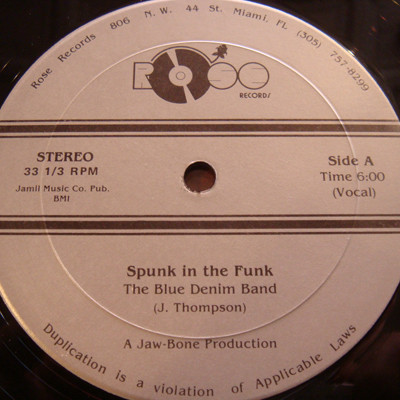 Rose Records 806 N. W. 44 St. Miami, FL (305) 757-8299
ROSE
RECORDS
STEREO
33 1/3 RPM
Jamil Music Co. Pub.
BMI
Side A
Time 6:00
(Vocal)
Spunk in the Funk
The Blue Denim Band
(J. Thompson)
A Jaw-Bone Production
Duplication is a violation of Applicable Laws